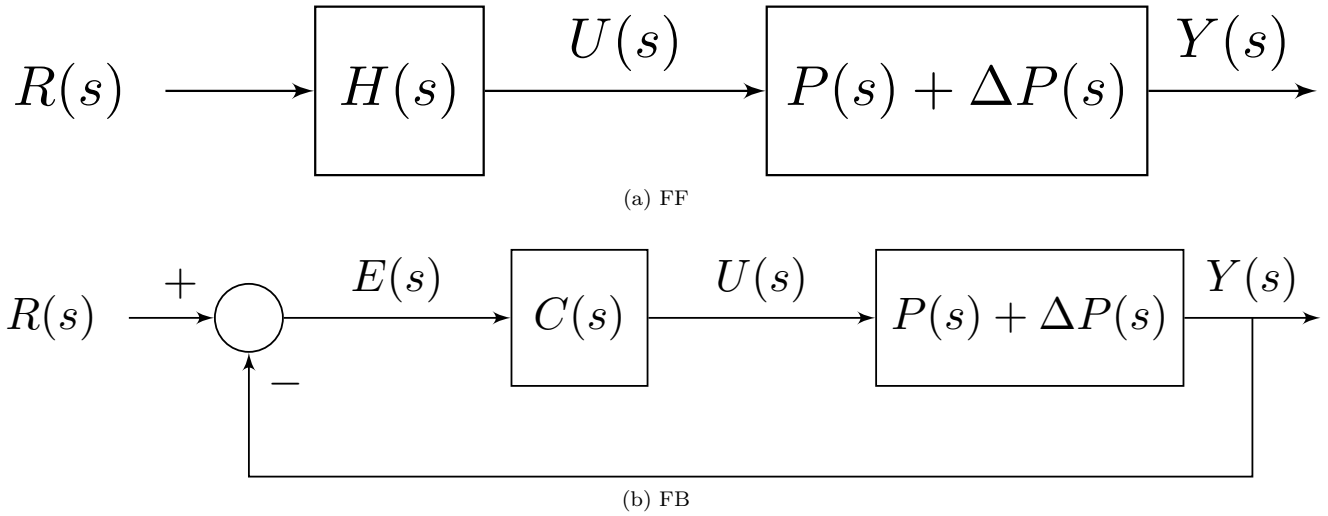 R(s) H(s) U(s) P(s) + ΔP(s) Y(s)
(a) FF
R(s) + − E(s) C(s) U(s) P(s) + ΔP(s) Y(s)
(b) FB